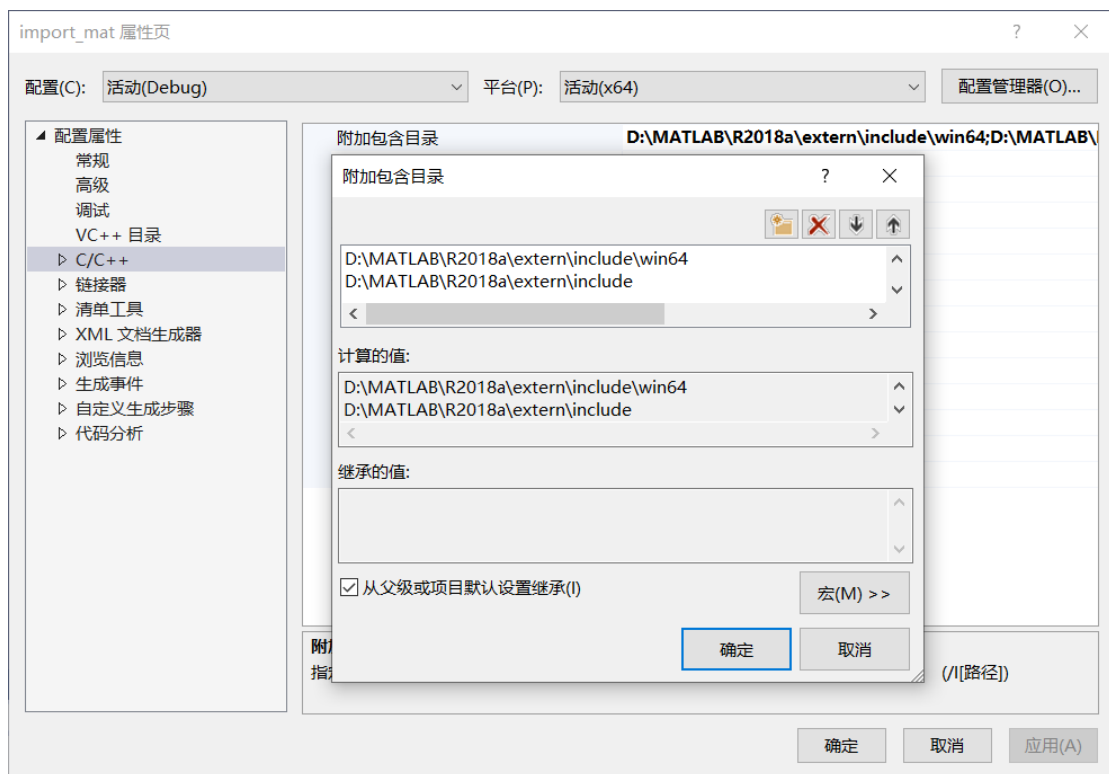 import_mat 属性页
?
配置(C): 活动(Debug) 平台(P): 活动(x64) 配置管理器(O)...
配置属性
常规
高级
调试
VC++ 目录
C/C++
链接器
清单工具
XML 文档生成器
浏览信息
生成事件
自定义生成步骤
代码分析
附加包含目录 D:\MATLAB\R2018a\extern\include\win64;D:\MATLAB\
附加包含目录
?
D:\MATLAB\R2018a\extern\include\win64
D:\MATLAB\R2018a\extern\include
计算的值:
D:\MATLAB\R2018a\extern\include\win64
D:\MATLAB\R2018a\extern\include
继承的值:
从父级或项目默认设置继承(I)
宏(M) >>
确定 取消
附
指 (/I[路径])
确定 取消 应用(A)